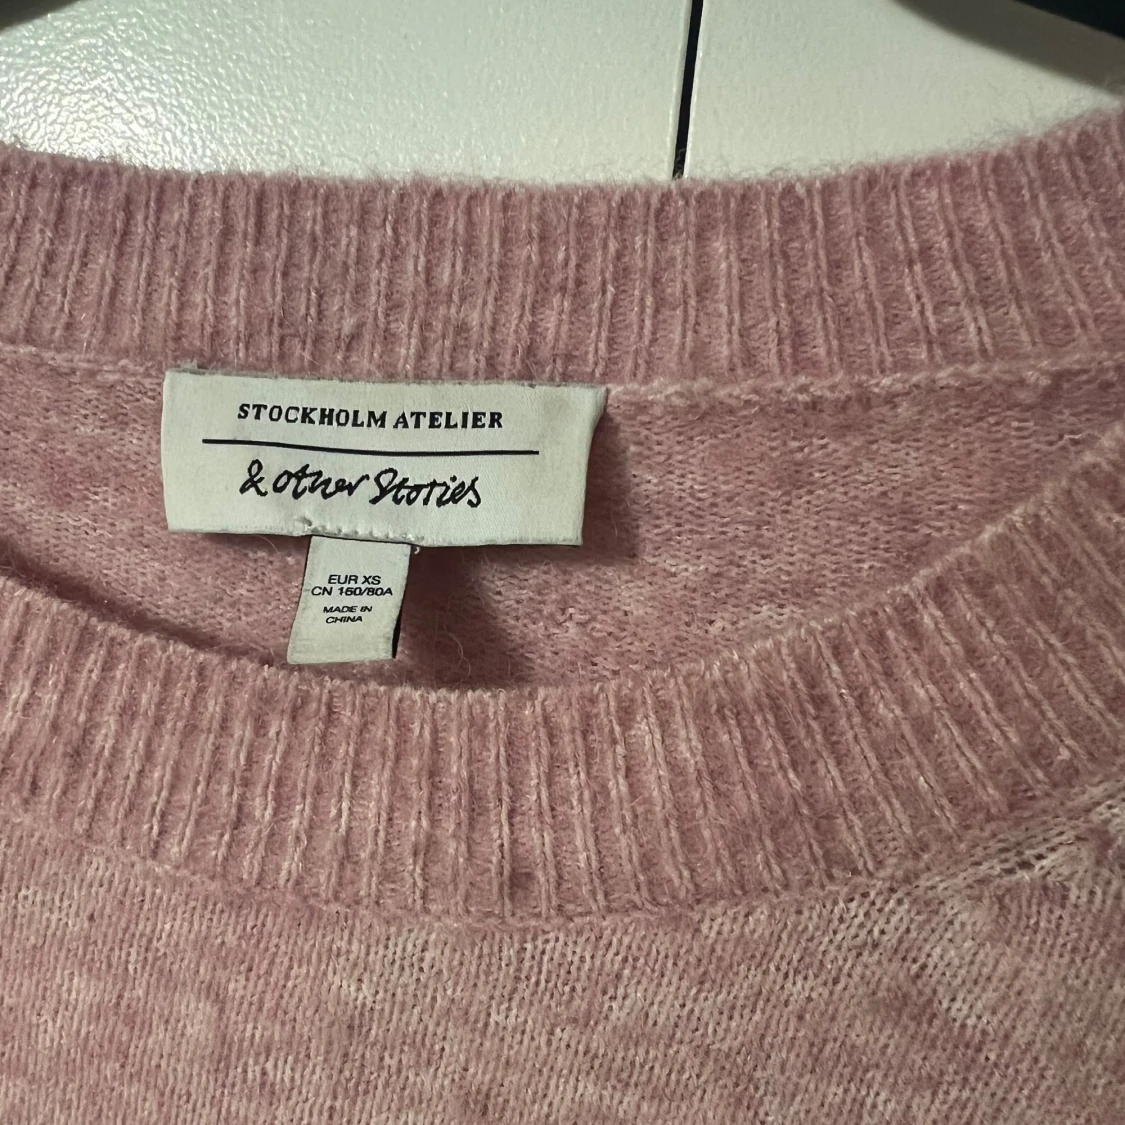 STOCKHOLM ATELIER
& other Stories
EUR XS
CN 160/80A
MADE IN
CHINA